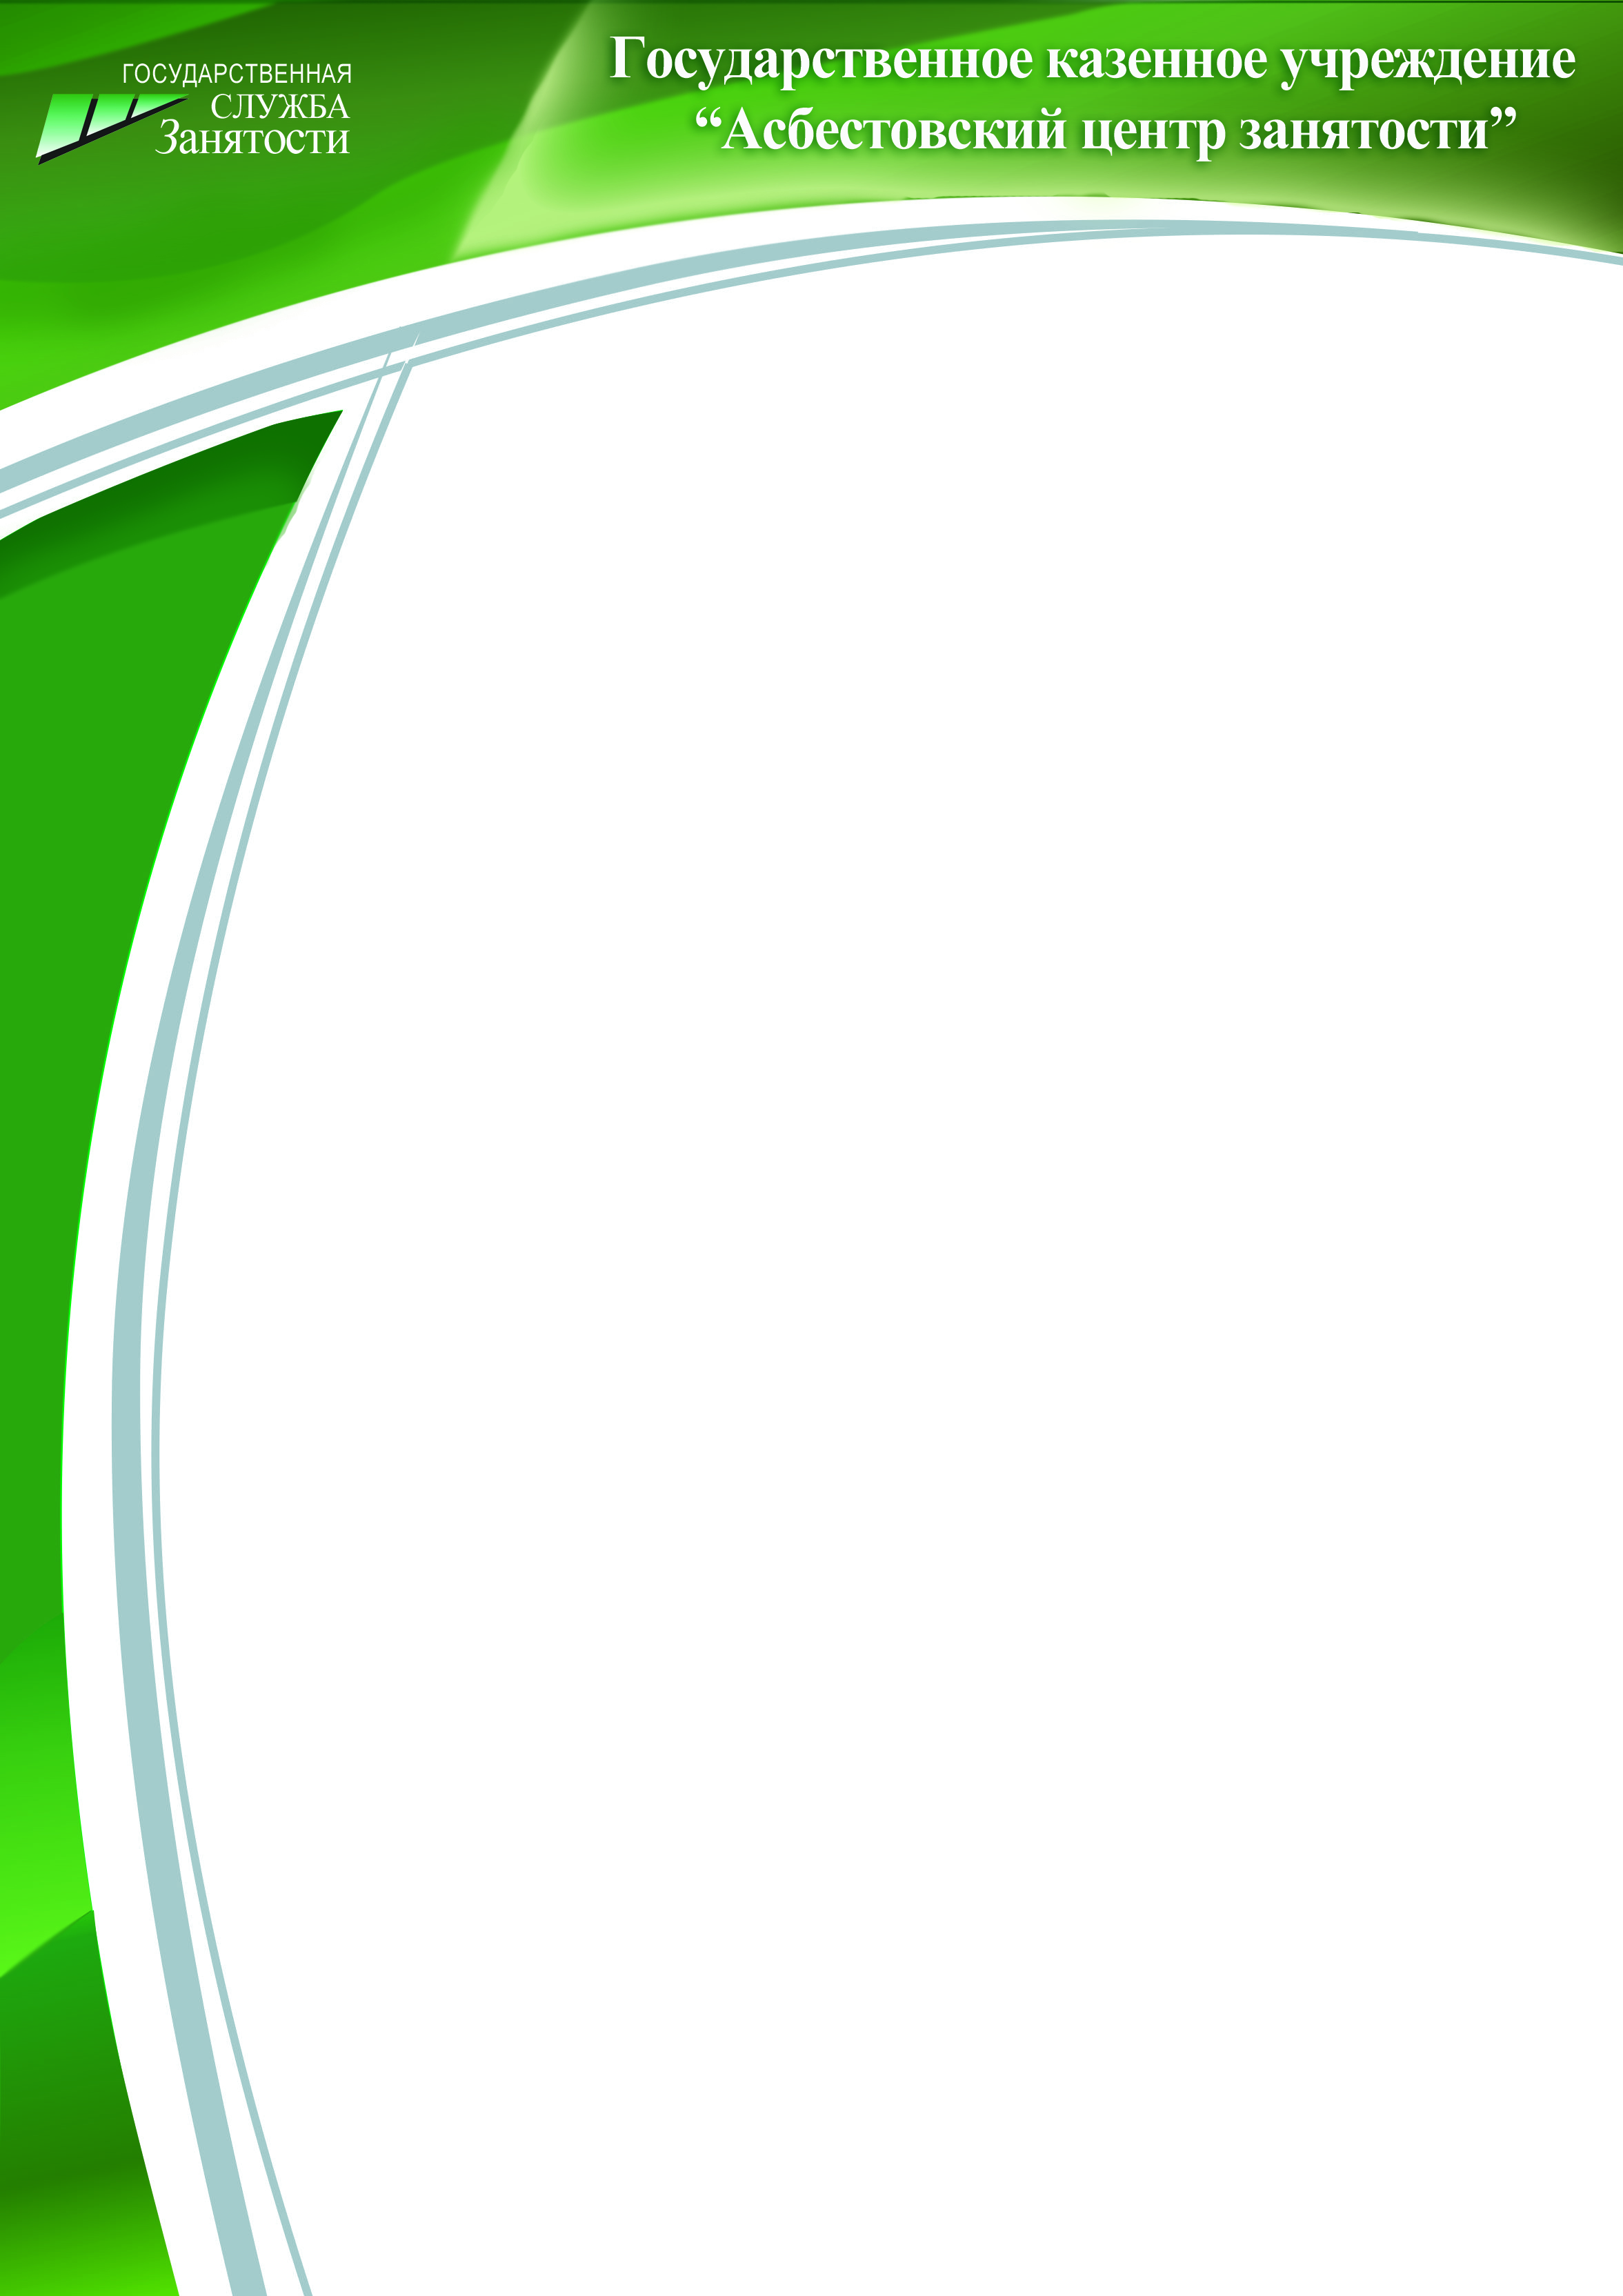 ГОСУДАРСТВЕННАЯ
СЛУЖБА
Занятости
Государственное казенное учреждение
“Асбестовский центр занятости”